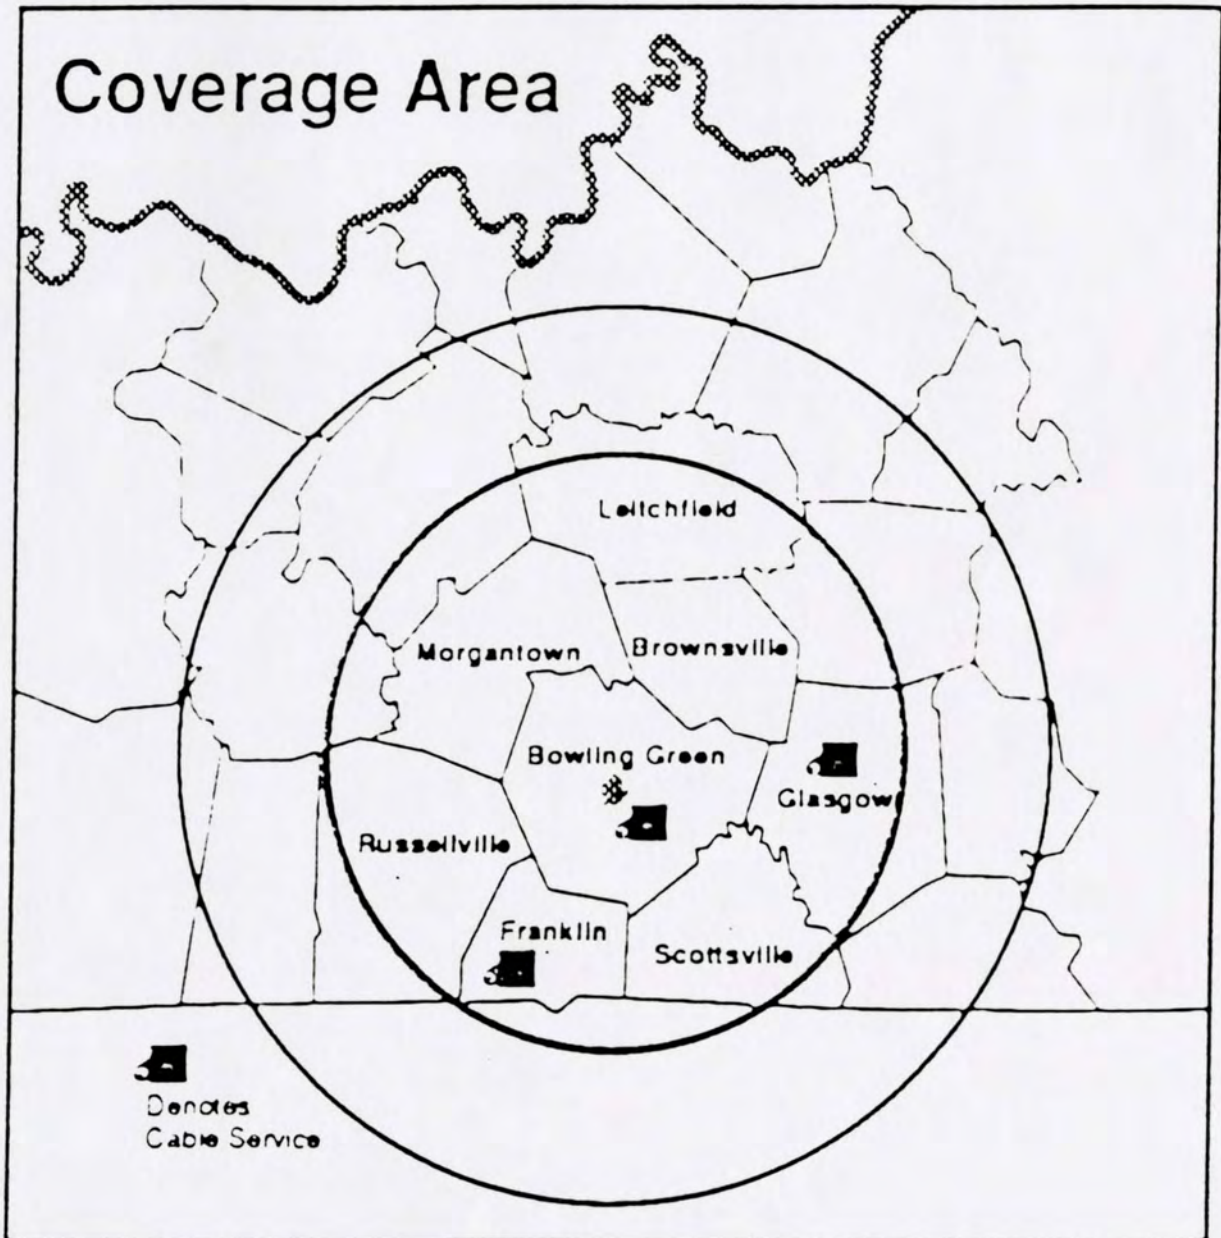 Coverage Area
Leitchfield
Morgantown
Brownsville
Bowling Green
Glasgow
Russellville
Franklin
Scottsville
Denotes
Cable Service